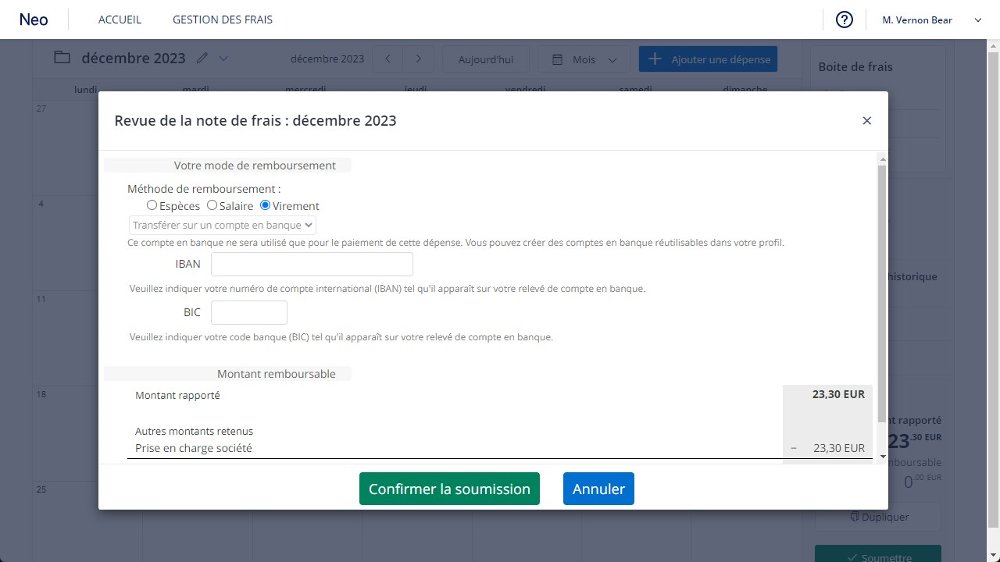 Neo
ACCUEIL
GESTION DES FRAIS
M. Vernon Bear
décembre 2023
décembre 2023
Aujourd'hui
Mois
Ajouter une dépense
Boite de frais
lundi
mardi
mercredi
jeudi
vendredi
samedi
dimanche
27
4
11
18
25
Revue de la note de frais : décembre 2023
Votre mode de remboursement
Méthode de remboursement :
Espèces Salaire Virement
Transférer sur un compte en banque
Ce compte en banque ne sera utilisé que pour le paiement de cette dépense. Vous pouvez créer des comptes en banque réutilisables dans votre profil.
IBAN
Veuillez indiquer votre numéro de compte international (IBAN) tel qu'il apparaît sur votre relevé de compte en banque.
BIC
Veuillez indiquer votre code banque (BIC) tel qu'il apparaît sur votre relevé de compte en banque.
Montant remboursable
Montant rapporté 23,30 EUR
Autres montants retenus
Prise en charge société − 23,30 EUR
Confirmer la soumission
Annuler
historique
nt rapporté
23,30 EUR
mboursable
0,00 EUR
Dupliquer
Soumettre